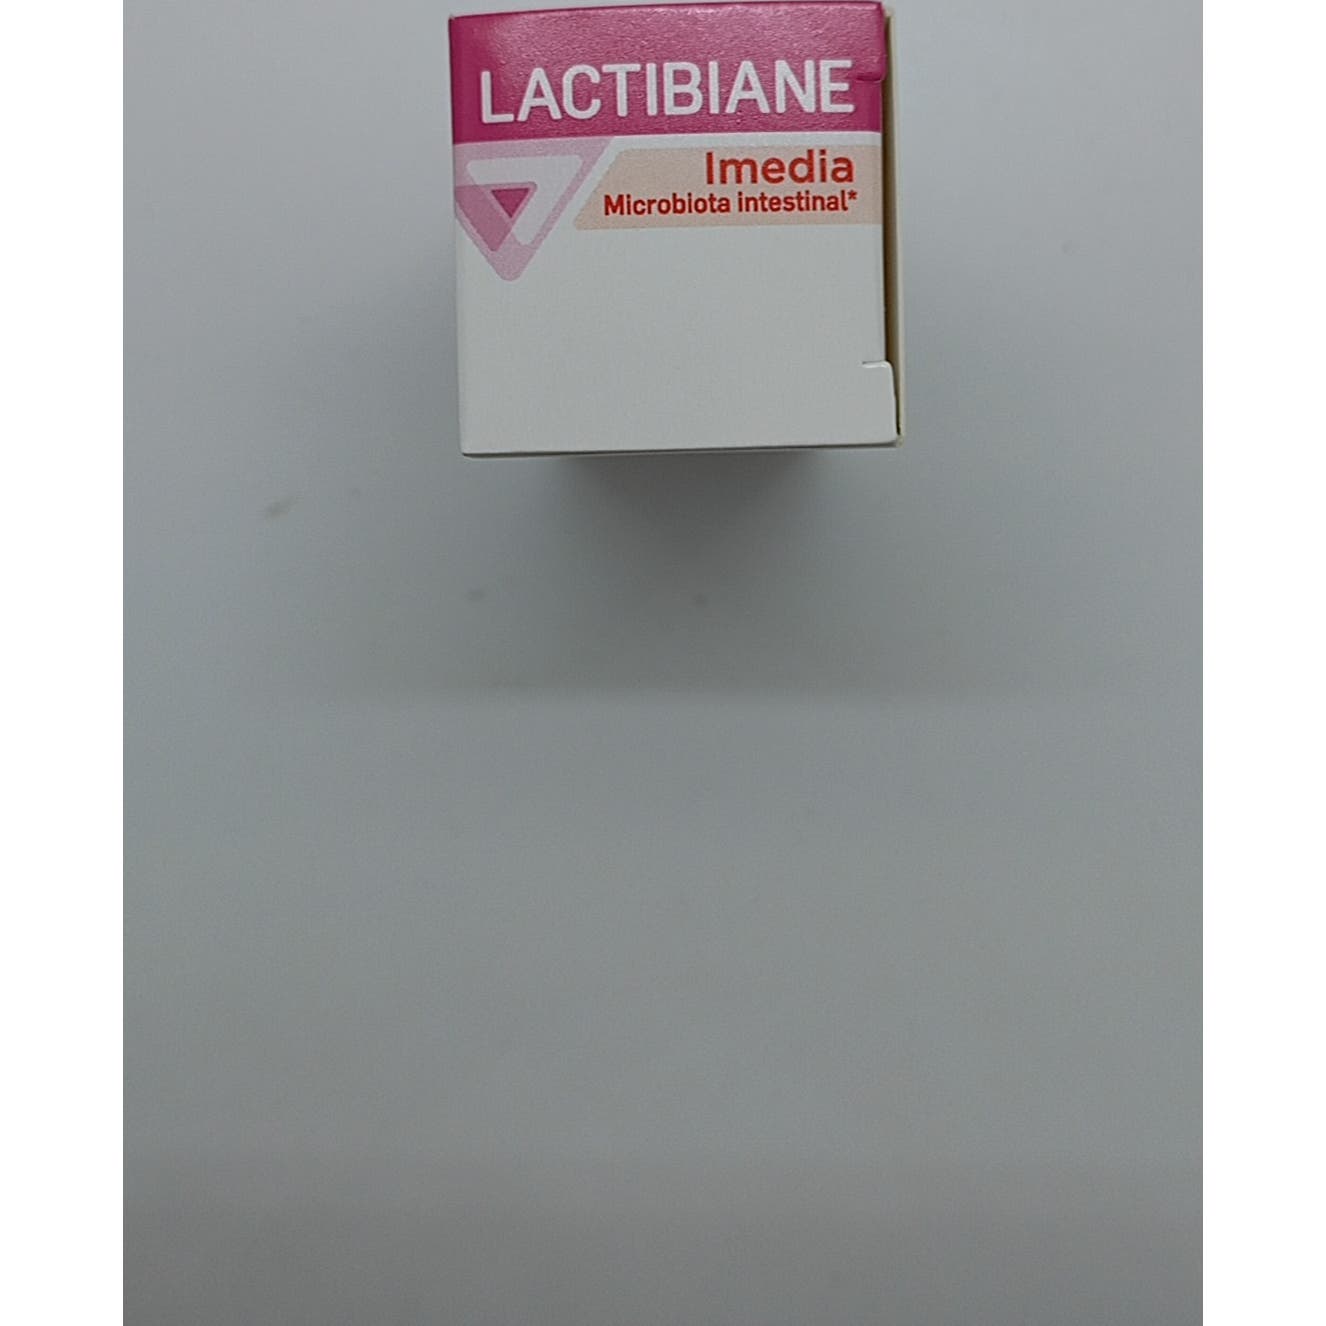 LACTIBIANE
Imedia
Microbiota intestinal*